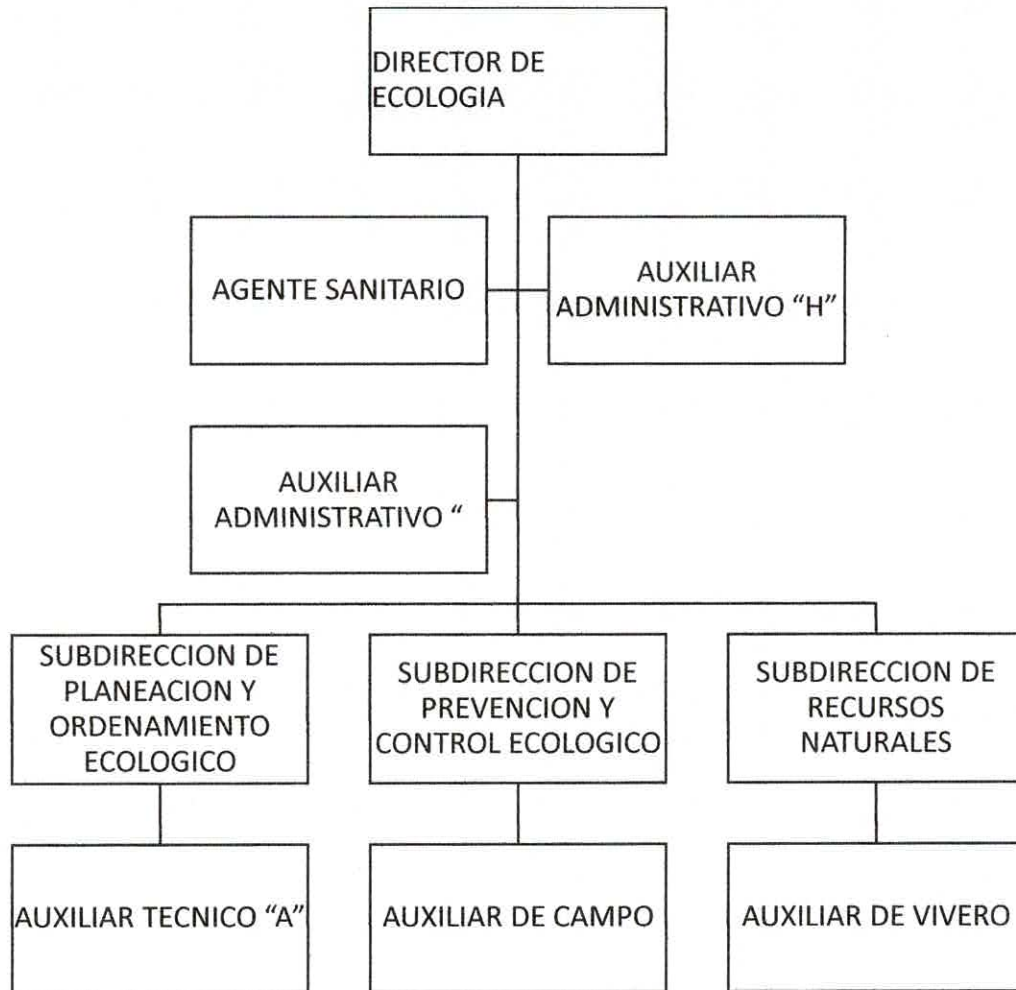 DIRECTOR DE
ECOLOGIA
AGENTE SANITARIO
AUXILIAR
ADMINISTRATIVO “H”
AUXILIAR
ADMINISTRATIVO “
SUBDIRECCION DE
PLANEACION Y
ORDENAMIENTO
ECOLOGICO
SUBDIRECCION DE
PREVENCION Y
CONTROL ECOLOGICO
SUBDIRECCION DE
RECURSOS
NATURALES
AUXILIAR TECNICO “A”
AUXILIAR DE CAMPO
AUXILIAR DE VIVERO